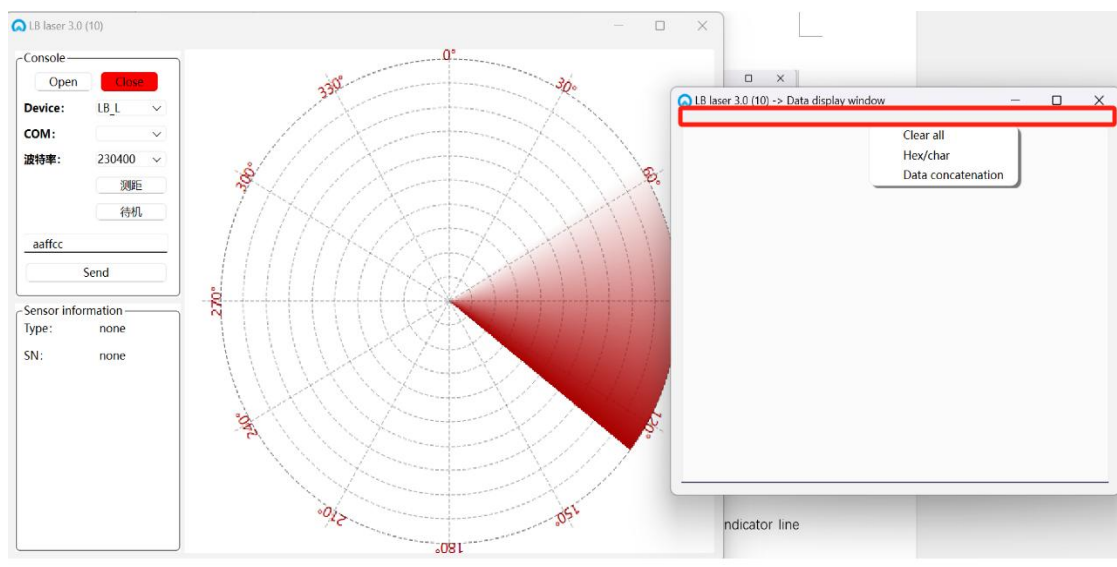 LB laser 3.0 (10)
Console
Open
Close
Device:
LB_L
COM:
波特率:
230400
测距
待机
aaffcc
Send
Sensor information
Type:
none
SN:
none
0°
30°
60°
120°
150°
180°
210°
240°
270°
300°
330°
LB laser 3.0 (10) -> Data display window
Clear all
Hex/char
Data concatenation
ndicator line